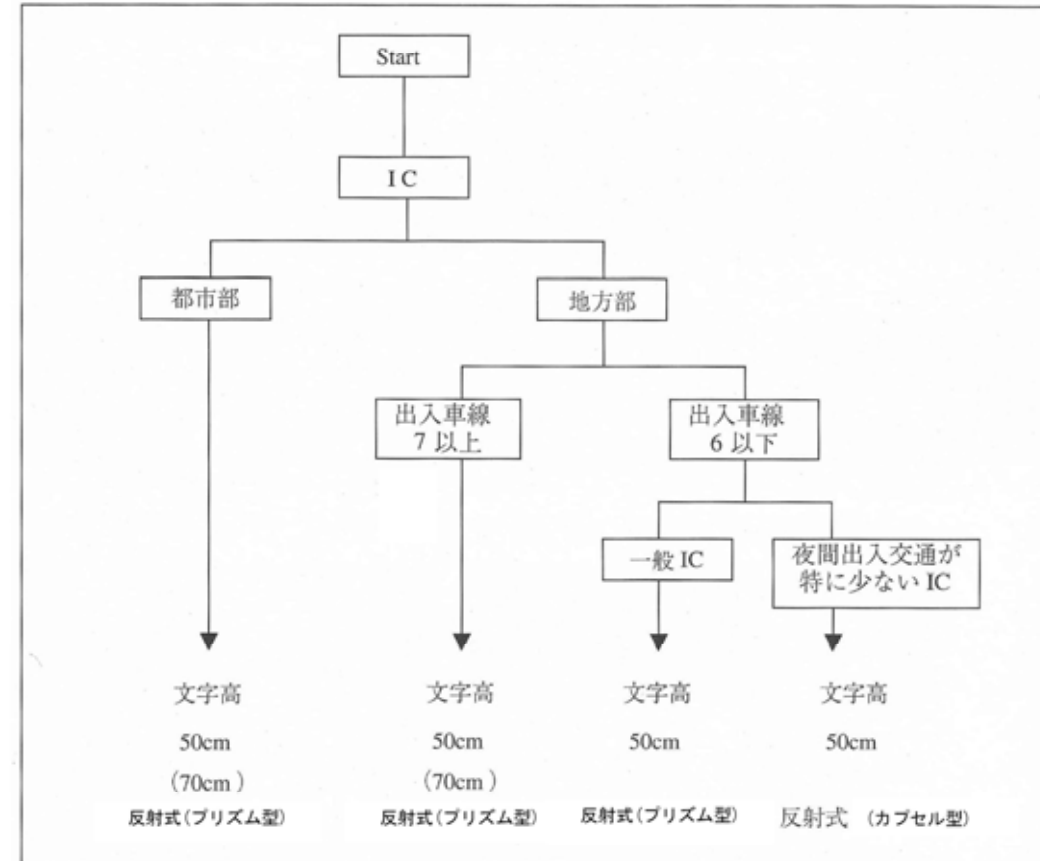 Start
I C
都市部
地方部
出入車線
7 以上
出入車線
6 以下
一般 IC
夜間出入交通が
特に少ない IC
文字高
文字高
文字高
文字高
50cm
50cm
50cm
50cm
(70cm )
(70cm )
反射式(プリズム型)
反射式(プリズム型)
反射式(プリズム型)
反射式 (カプセル型)